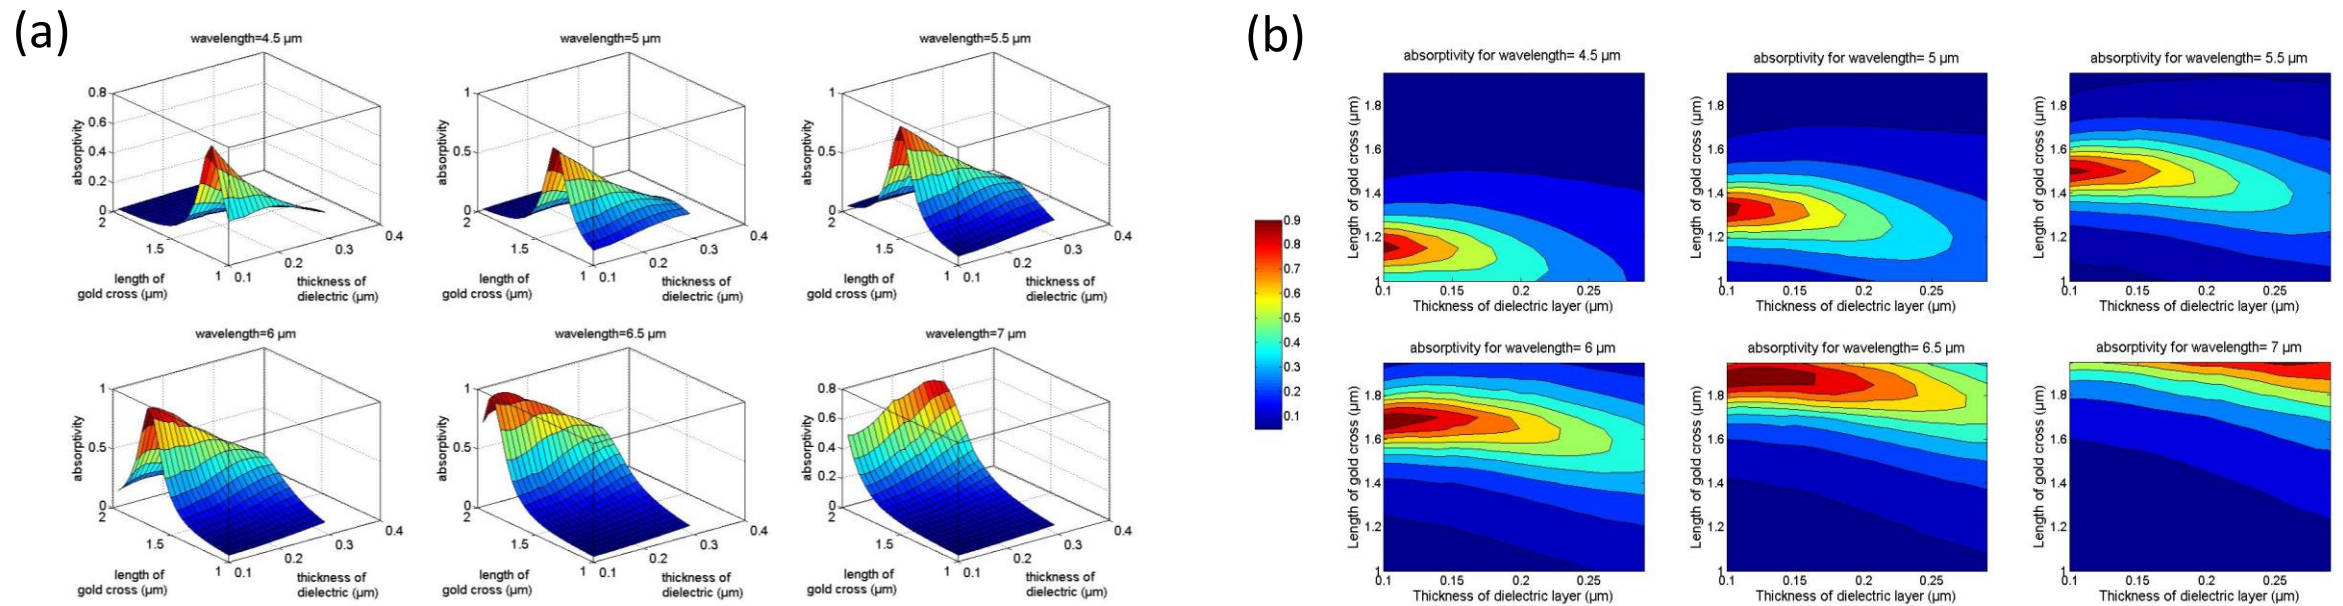 (a)
wavelength=4.5 µm
0.8
0.6
0.4
0.2
0
2
1.5
1
0.1
0.2
0.3
0.4
absorptivity
length of
gold cross (µm)
thickness of
dielectric (µm)
wavelength=5 µm
1
0.5
0
2
1.5
1
0.1
0.2
0.3
0.4
absorptivity
length of
gold cross (µm)
thickness of
dielectric (µm)
wavelength=5.5 µm
1
0.5
0
2
1.5
1
0.1
0.2
0.3
0.4
absorptivity
length of
gold cross (µm)
thickness of
dielectric (µm)
wavelength=6 µm
1
0.5
0
2
1.5
1
0.1
0.2
0.3
0.4
absorptivity
length of
gold cross (µm)
thickness of
dielectric (µm)
wavelength=6.5 µm
1
0.5
0
2
1.5
1
0.1
0.2
0.3
0.4
absorptivity
length of
gold cross (µm)
thickness of
dielectric (µm)
wavelength=7 µm
0.8
0.6
0.4
0.2
0
2
1.5
1
0.1
0.2
0.3
0.4
absorptivity
length of
gold cross (µm)
thickness of
dielectric (µm)
(b)
0.9
0.8
0.7
0.6
0.5
0.4
0.3
0.2
0.1
absorptivity for wavelength= 4.5 µm
Length of gold cross (µm)
1.8
1.6
1.4
1.2
1
0.1
0.15
0.2
0.25
Thickness of dielectric layer (µm)
absorptivity for wavelength= 5 µm
Length of gold cross (µm)
1.8
1.6
1.4
1.2
1
0.1
0.15
0.2
0.25
Thickness of dielectric layer (µm)
absorptivity for wavelength= 5.5 µm
Length of gold cross (µm)
1.8
1.6
1.4
1.2
1
0.1
0.15
0.2
0.25
Thickness of dielectric layer (µm)
absorptivity for wavelength= 6 µm
Length of gold cross (µm)
1.8
1.6
1.4
1.2
1
0.1
0.15
0.2
0.25
Thickness of dielectric layer (µm)
absorptivity for wavelength= 6.5 µm
Length of gold cross (µm)
1.8
1.6
1.4
1.2
1
0.1
0.15
0.2
0.25
Thickness of dielectric layer (µm)
absorptivity for wavelength= 7 µm
Length of gold cross (µm)
1.8
1.6
1.4
1.2
1
0.1
0.15
0.2
0.25
Thickness of dielectric layer (µm)